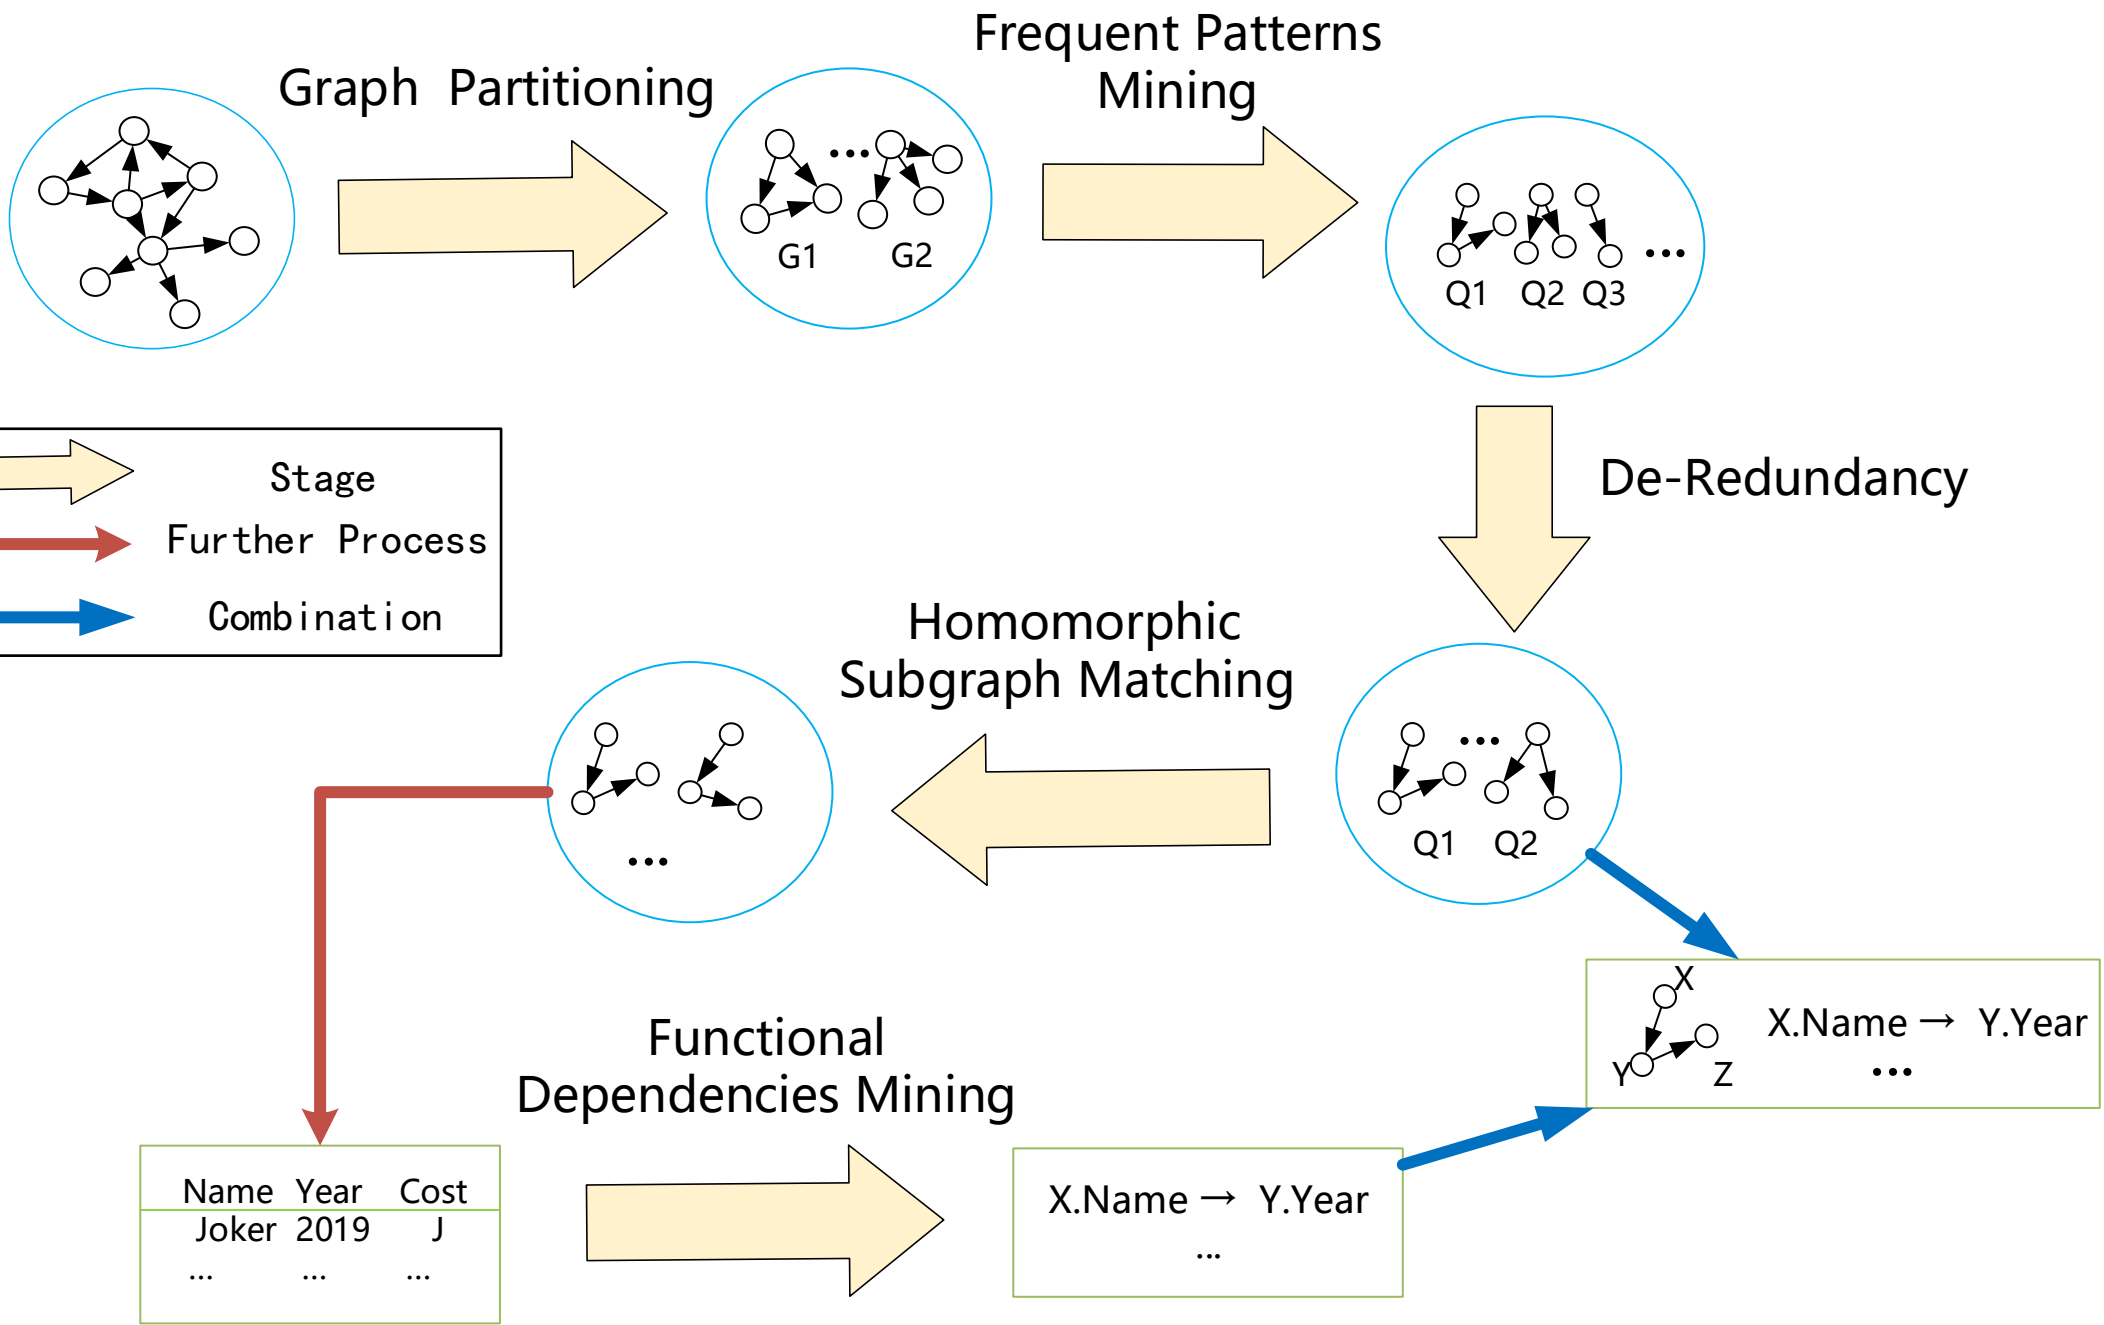 Graph Partitioning
Frequent Patterns
Mining
G1 G2
Q1 Q2 Q3
Stage
Further Process
Combination
De-Redundancy
Homomorphic
Subgraph Matching
Q1 Q2
X
Y
Z
X.Name → Y.Year
...
Functional
Dependencies Mining
Name Year Cost
Joker 2019 J
... ... ...
X.Name → Y.Year
...